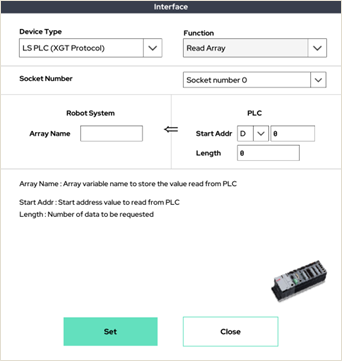 Interface
Device Type
Function
LS PLC (XGT Protocol)
Read Array
Socket Number
Socket number 0
Robot System
PLC
Array Name
Start Addr D 0
Length 0
Array Name : Array variable name to store the value read from PLC
Start Addr : Start address value to read from PLC
Length : Number of data to be requested
Set
Close